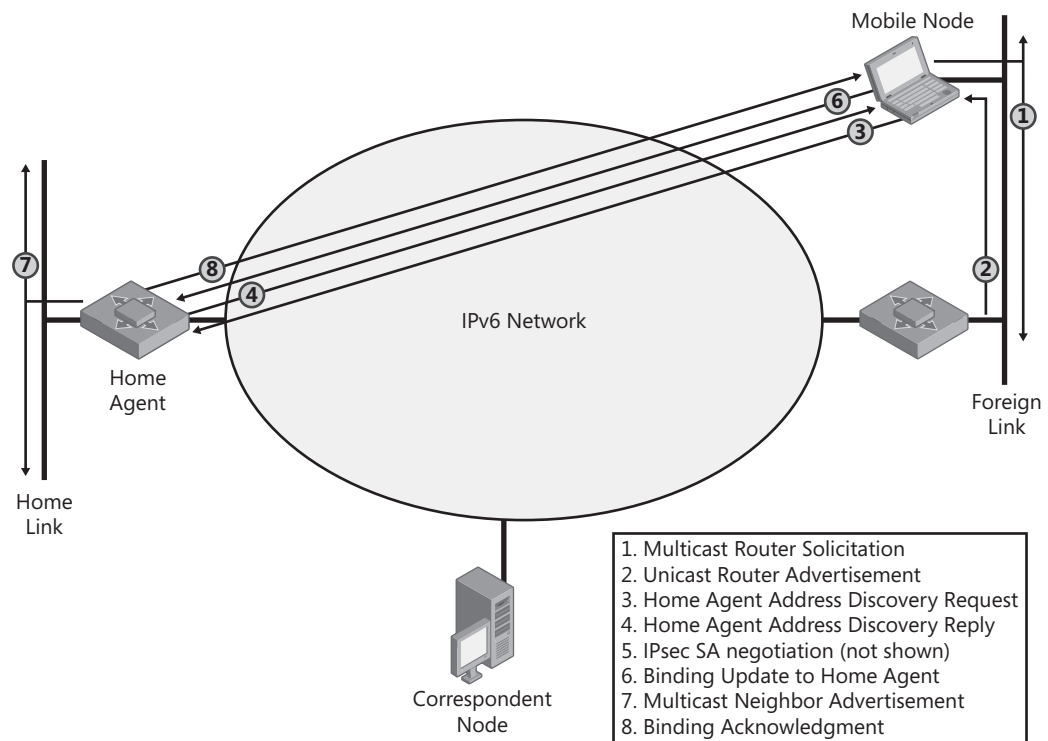 Mobile Node
6
1
3
7
8
2
4
IPv6 Network
Home
Agent
Foreign
Link
Home
Link
Correspondent
Node
1. Multicast Router Solicitation
2. Unicast Router Advertisement
3. Home Agent Address Discovery Request
4. Home Agent Address Discovery Reply
5. IPsec SA negotiation (not shown)
6. Binding Update to Home Agent
7. Multicast Neighbor Advertisement
8. Binding Acknowledgment